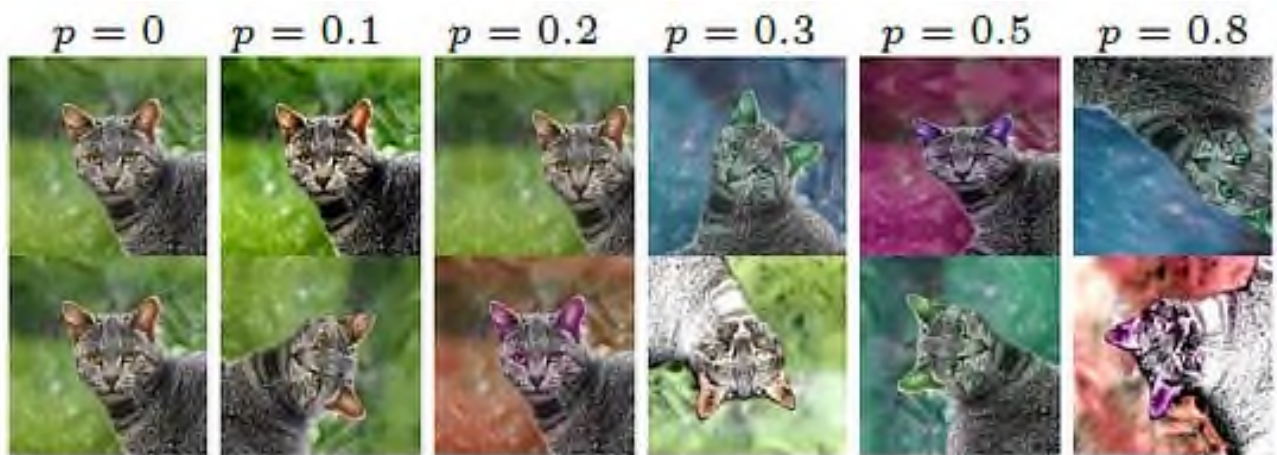 p = 0 p = 0.1 p = 0.2 p = 0.3 p = 0.5 p = 0.8